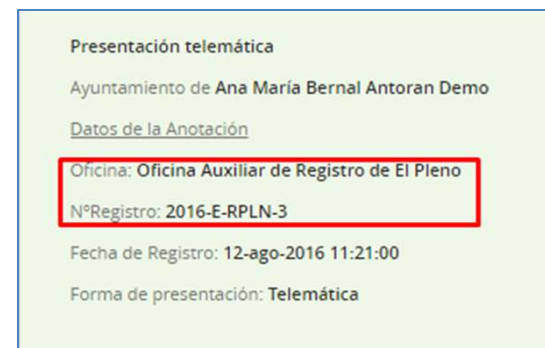 Presentación telemática
Ayuntamiento de Ana María Bernal Antoran Demo
Datos de la Anotación
Oficina: Oficina Auxiliar de Registro de El Pleno
NºRegistro: 2016-E-RPLN-3
Fecha de Registro: 12-ago-2016 11:21:00
Forma de presentación: Telemática